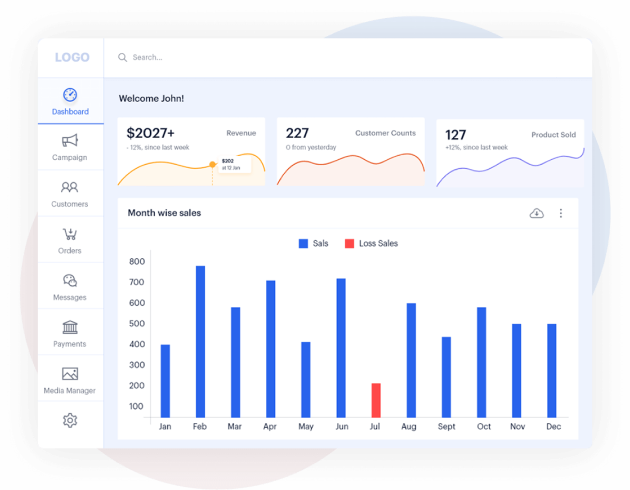 LOGO
Search...
Dashboard
Campaign
Customers
Orders
Messages
Payments
Media Manager
Welcome John!
$2027+
Revenue
- 12%, since last week
$202
at 12 Jan
227
Customer Counts
0 from yesterday
127
Product Sold
+12%, since last week
Month wise sales
Sals
Loss Sales
800
700
600
500
400
300
200
100
Jan Feb Mar Apr May Jun Jul Aug Sept Oct Nov Dec